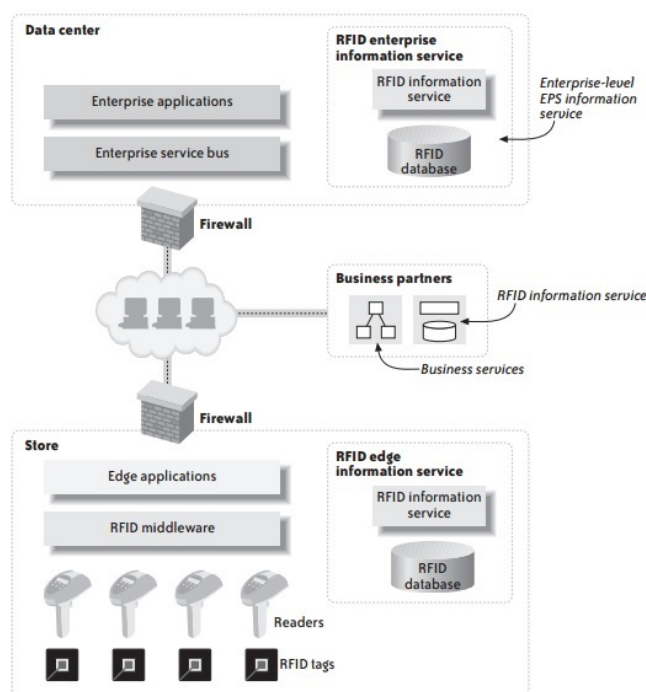 Data center
RFID enterprise
information service
RFID information
service
RFID
database
Enterprise-level
EPS information
service
Enterprise applications
Enterprise service bus
Firewall
Business partners
RFID information service
Business services
Firewall
Store
RFID edge
information service
Edge applications
RFID information
service
RFID middleware
RFID
database
Readers
RFID tags